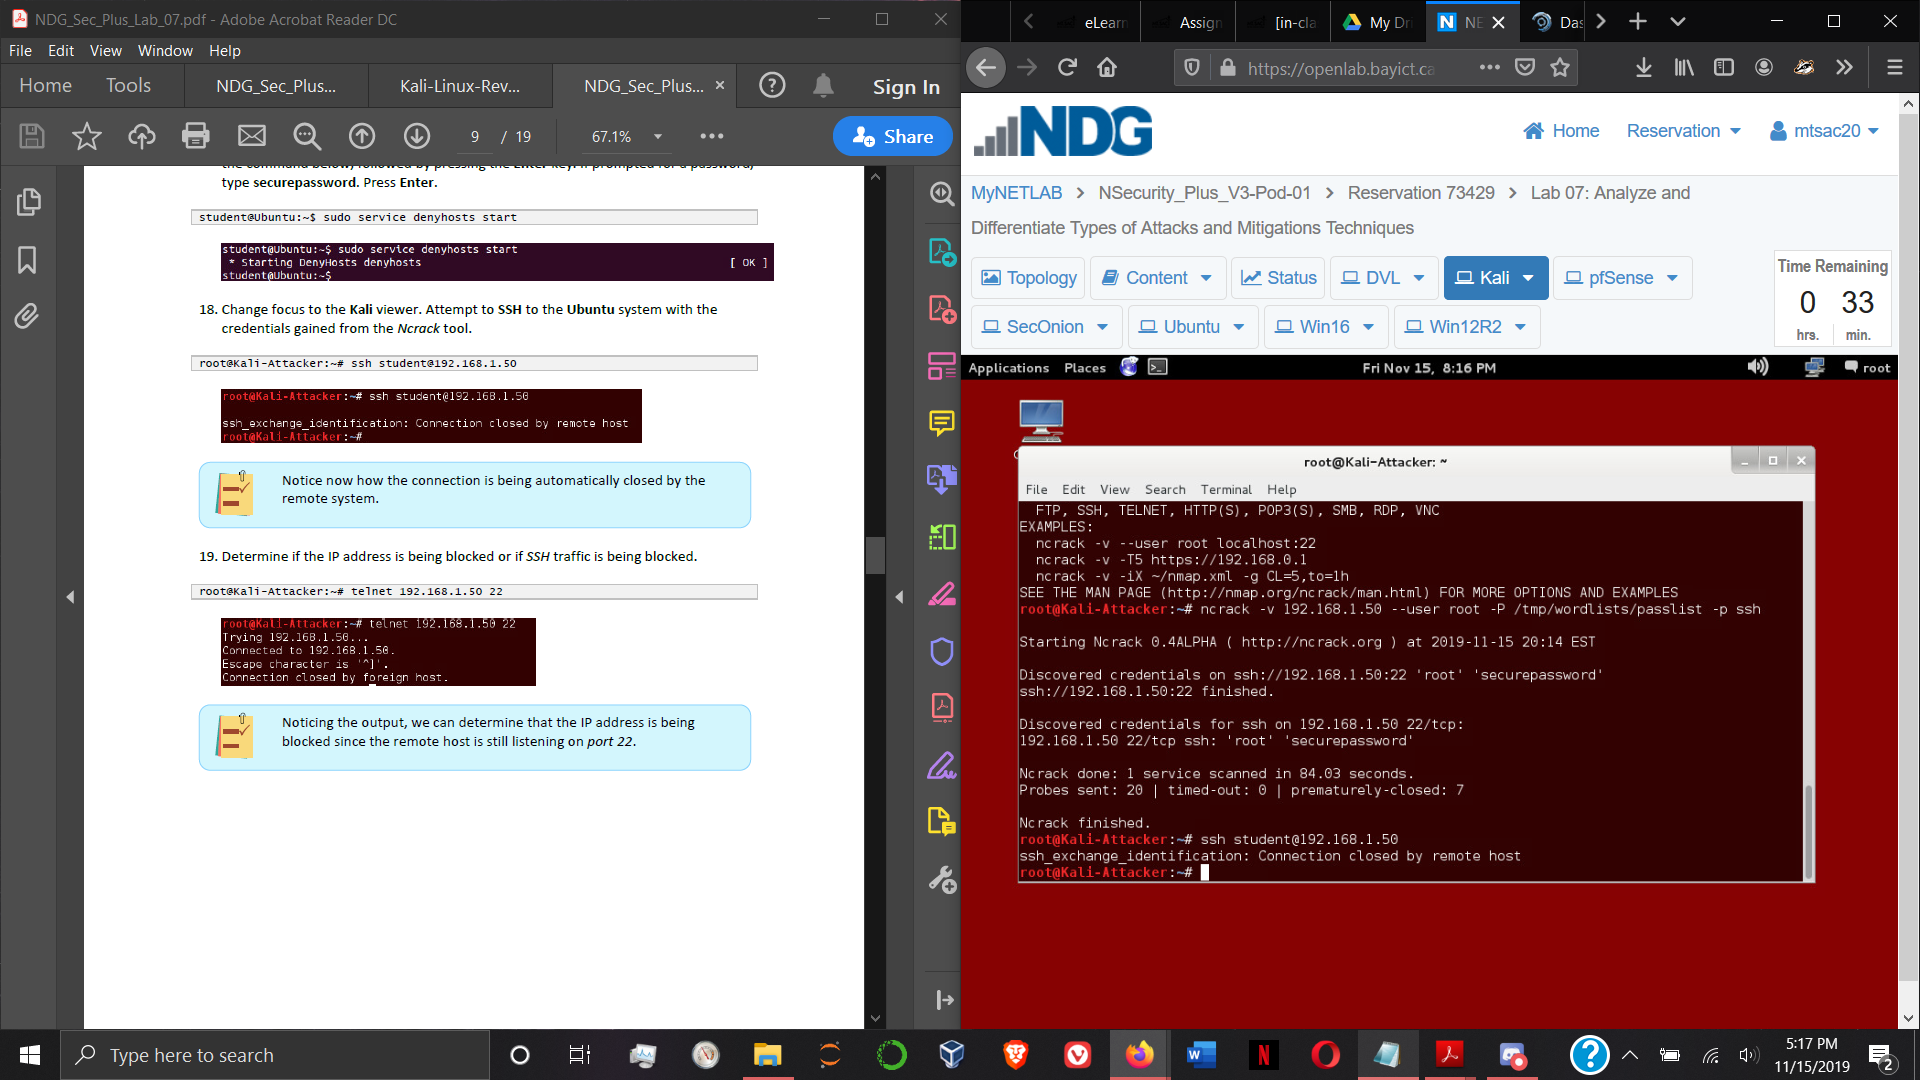 NDG_Sec_Plus_Lab_07.pdf - Adobe Acrobat Reader DC
File Edit View Window Help
Home Tools NDG_Sec_Plus... Kali-Linux-Rev... NDG_Sec_Plus... × Sign In
9 / 19 67.1% Share
type securepassword. Press Enter.
student@Ubuntu:~$ sudo service denyhosts start
student@Ubuntu:~$ sudo service denyhosts start
* Starting DenyHosts denyhosts [ OK ]
student@Ubuntu:~$
18. Change focus to the Kali viewer. Attempt to SSH to the Ubuntu system with the
credentials gained from the Ncrack tool.
root@Kali-Attacker:~# ssh student@192.168.1.50
root@Kali-Attacker:~# ssh student@192.168.1.50
ssh_exchange_identification: Connection closed by remote host
root@Kali-Attacker:~#
Notice now how the connection is being automatically closed by the
remote system.
19. Determine if the IP address is being blocked or if SSH traffic is being blocked.
root@Kali-Attacker:~# telnet 192.168.1.50 22
root@Kali-Attacker:~# telnet 192.168.1.50 22
Trying 192.168.1.50...
Connected to 192.168.1.50.
Escape character is '^]'.
Connection closed by foreign host.
Noticing the output, we can determine that the IP address is being
blocked since the remote host is still listening on port 22.
eLearn Assign [in-cla My Dr NE Das
https://openlab.bayict.ca
NDG
Home Reservation mtsac20
MyNETLAB > NSecurity_Plus_V3-Pod-01 > Reservation 73429 > Lab 07: Analyze and
Differentiate Types of Attacks and Mitigations Techniques
Topology Content Status DVL Kali pfSense
SecOnion Ubuntu Win16 Win12R2
Time Remaining
0 33
hrs. min.
Applications Places Fri Nov 15, 8:16 PM root
root@Kali-Attacker: ~
File Edit View Search Terminal Help
FTP, SSH, TELNET, HTTP(S), POP3(S), SMB, RDP, VNC
EXAMPLES:
ncrack -v --user root localhost:22
ncrack -v -T5 https://192.168.0.1
ncrack -v -iX ~/nmap.xml -g CL=5,to=1h
SEE THE MAN PAGE (http://nmap.org/ncrack/man.html) FOR MORE OPTIONS AND EXAMPLES
root@Kali-Attacker:~# ncrack -v 192.168.1.50 --user root -P /tmp/wordlists/passlist -p ssh
Starting Ncrack 0.4ALPHA ( http://ncrack.org ) at 2019-11-15 20:14 EST
Discovered credentials on ssh://192.168.1.50:22 'root' 'securepassword'
ssh://192.168.1.50:22 finished.
Discovered credentials for ssh on 192.168.1.50 22/tcp:
192.168.1.50 22/tcp ssh: 'root' 'securepassword'
Ncrack done: 1 service scanned in 84.03 seconds.
Probes sent: 20 | timed-out: 0 | prematurely-closed: 7
Ncrack finished.
root@Kali-Attacker:~# ssh student@192.168.1.50
ssh_exchange_identification: Connection closed by remote host
root@Kali-Attacker:~#
Type here to search
5:17 PM
11/15/2019
2